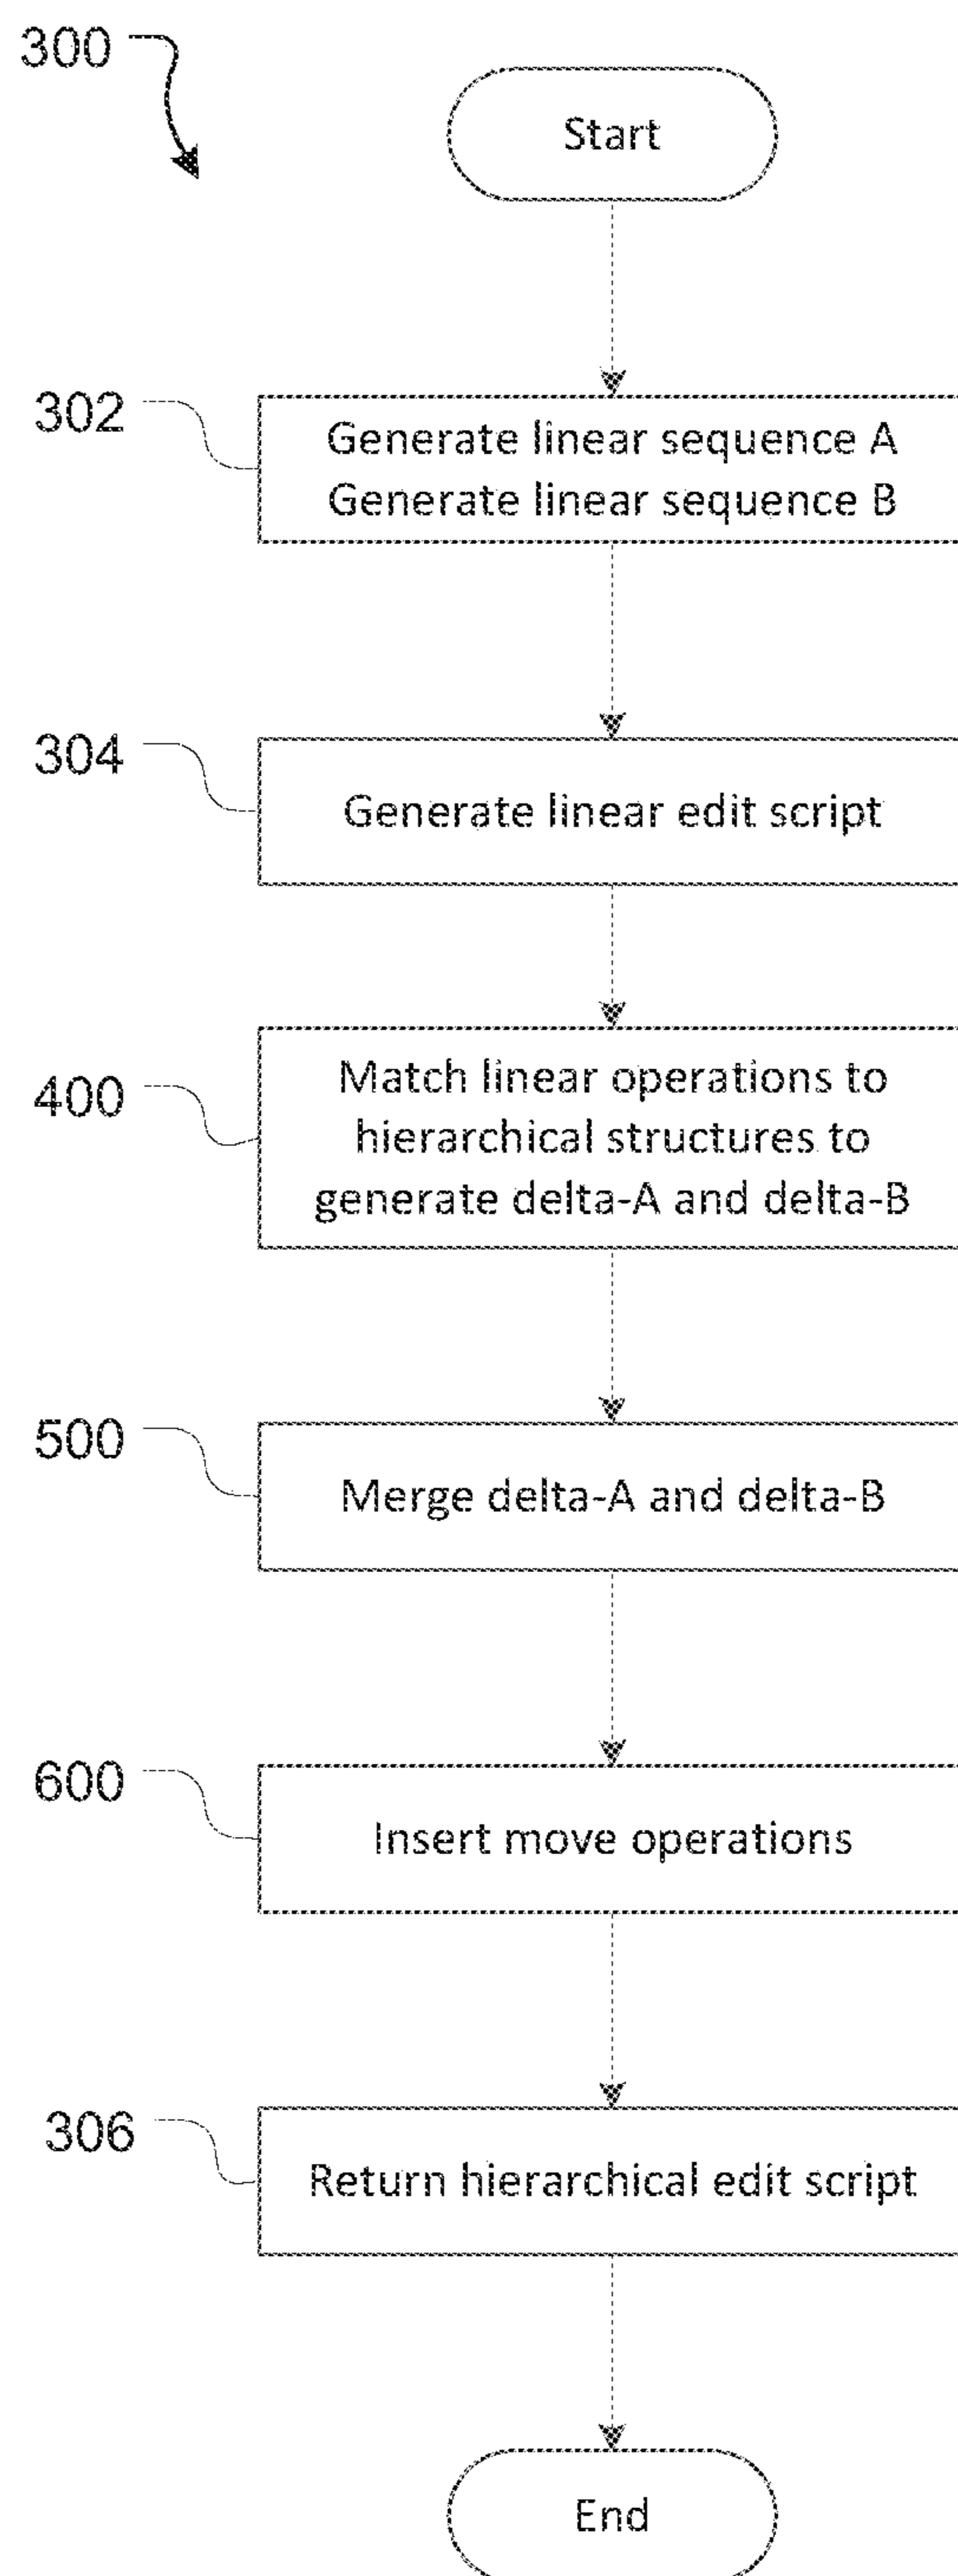 300
Start
302
Generate linear sequence A
Generate linear sequence B
304
Generate linear edit script
400
Match linear operations to
hierarchical structures to
generate delta-A and delta-B
500
Merge delta-A and delta-B
600
Insert move operations
306
Return hierarchical edit script
End